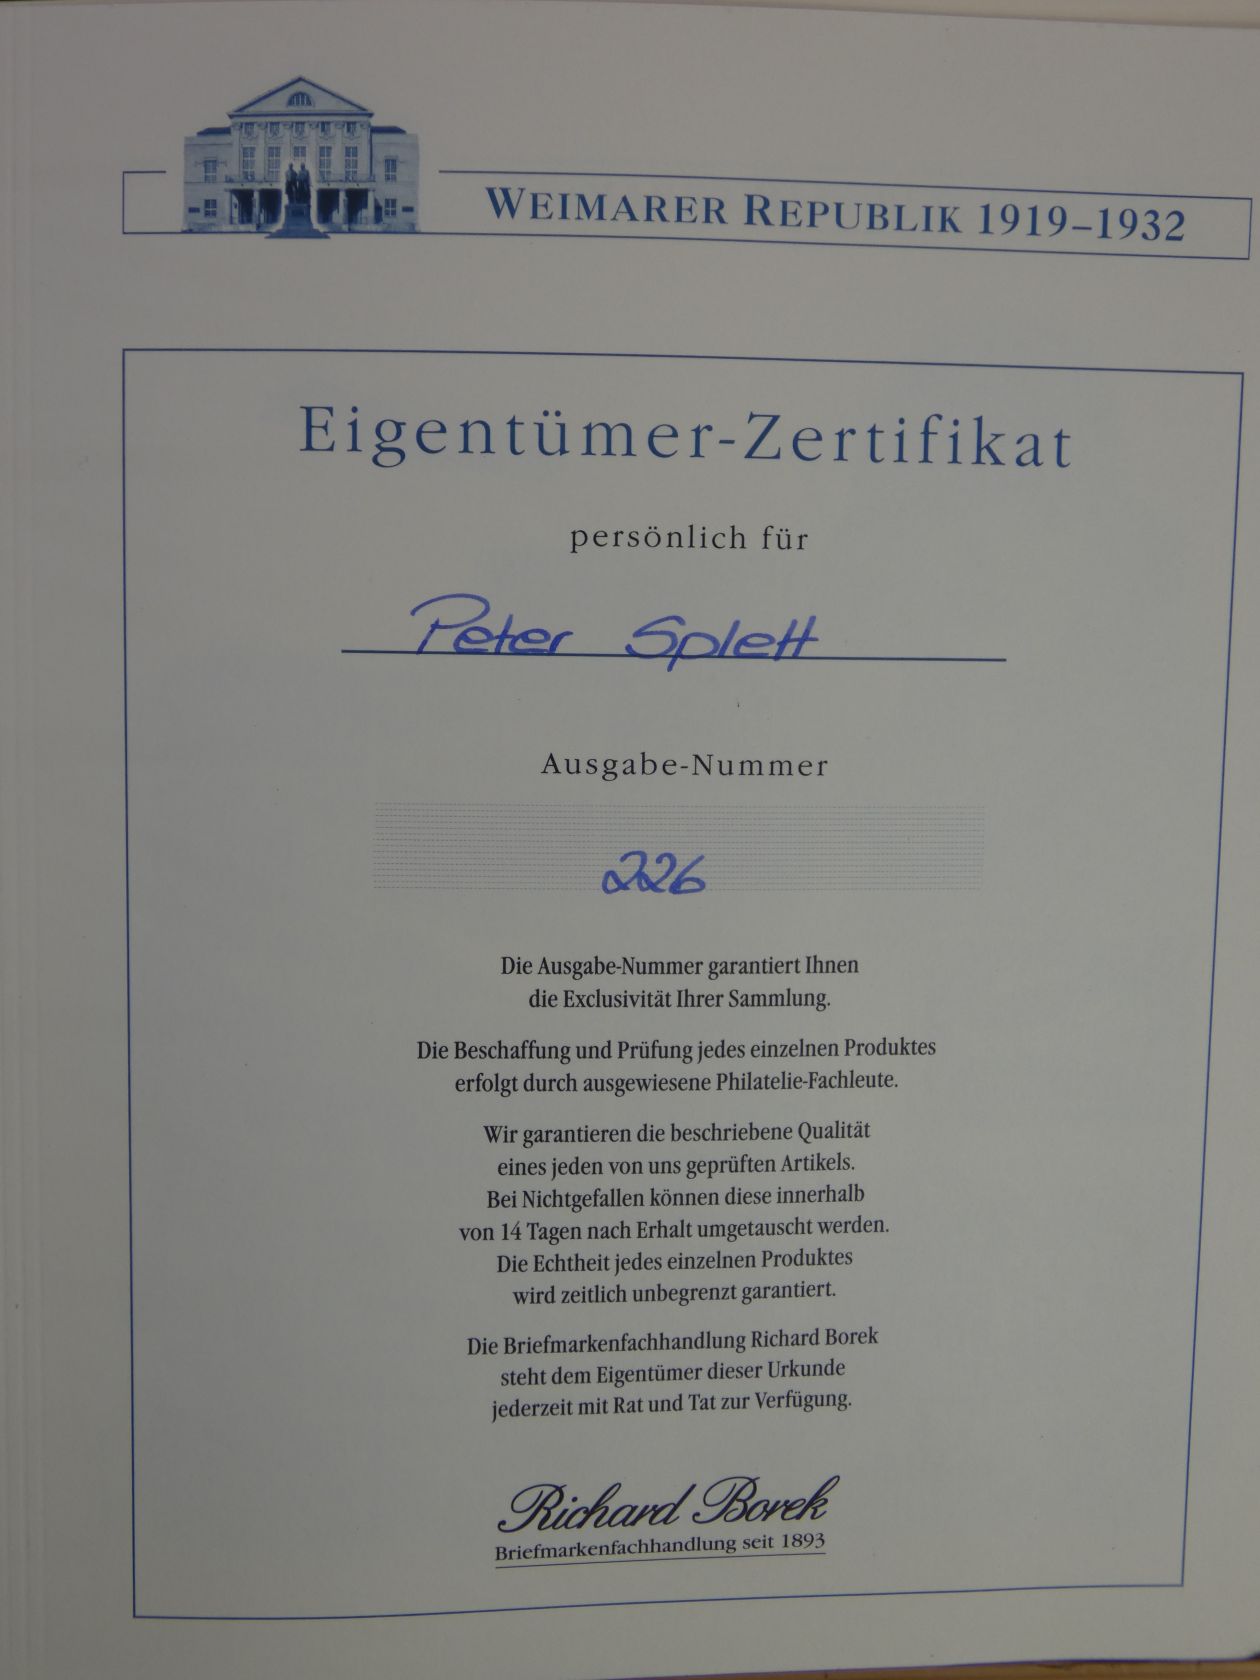 WEIMARER REPUBLIK 1919–1932
Eigentümer-Zertifikat
persönlich für
Peter Splett
Ausgabe-Nummer
226
Die Ausgabe-Nummer garantiert Ihnen
die Exclusivität Ihrer Sammlung.
Die Beschaffung und Prüfung jedes einzelnen Produktes
erfolgt durch ausgewiesene Philatelie-Fachleute.
Wir garantieren die beschriebene Qualität
eines jeden von uns geprüften Artikels.
Bei Nichtgefallen können diese innerhalb
von 14 Tagen nach Erhalt umgetauscht werden.
Die Echtheit jedes einzelnen Produktes
wird zeitlich unbegrenzt garantiert.
Die Briefmarkenfachhandlung Richard Borek
steht dem Eigentümer dieser Urkunde
jederzeit mit Rat und Tat zur Verfügung.
Richard Borek
Briefmarkenfachhandlung seit 1893